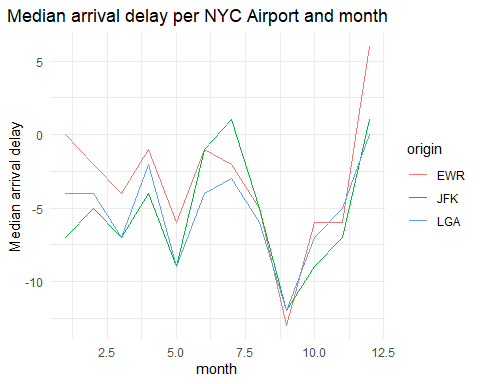 Median arrival delay per NYC Airport and month
Median arrival delay
5
0
-5
-10
2.5 5.0 7.5 10.0 12.5
month
origin
EWR
JFK
LGA